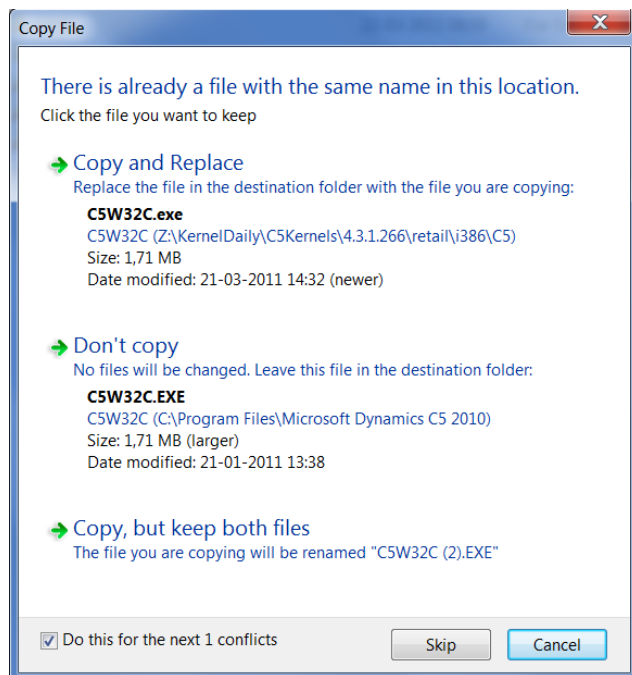 Copy File
There is already a file with the same name in this location.
Click the file you want to keep
Copy and Replace
Replace the file in the destination folder with the file you are copying:
C5W32C.exe
C5W32C (Z:\KernelDaily\C5Kernels\4.3.1.266\retail\i386\C5)
Size: 1,71 MB
Date modified: 21-03-2011 14:32 (newer)
Don't copy
No files will be changed. Leave this file in the destination folder:
C5W32C.EXE
C5W32C (C:\Program Files\Microsoft Dynamics C5 2010)
Size: 1,71 MB (larger)
Date modified: 21-01-2011 13:38
Copy, but keep both files
The file you are copying will be renamed "C5W32C (2).EXE"
Do this for the next 1 conflicts
Skip
Cancel